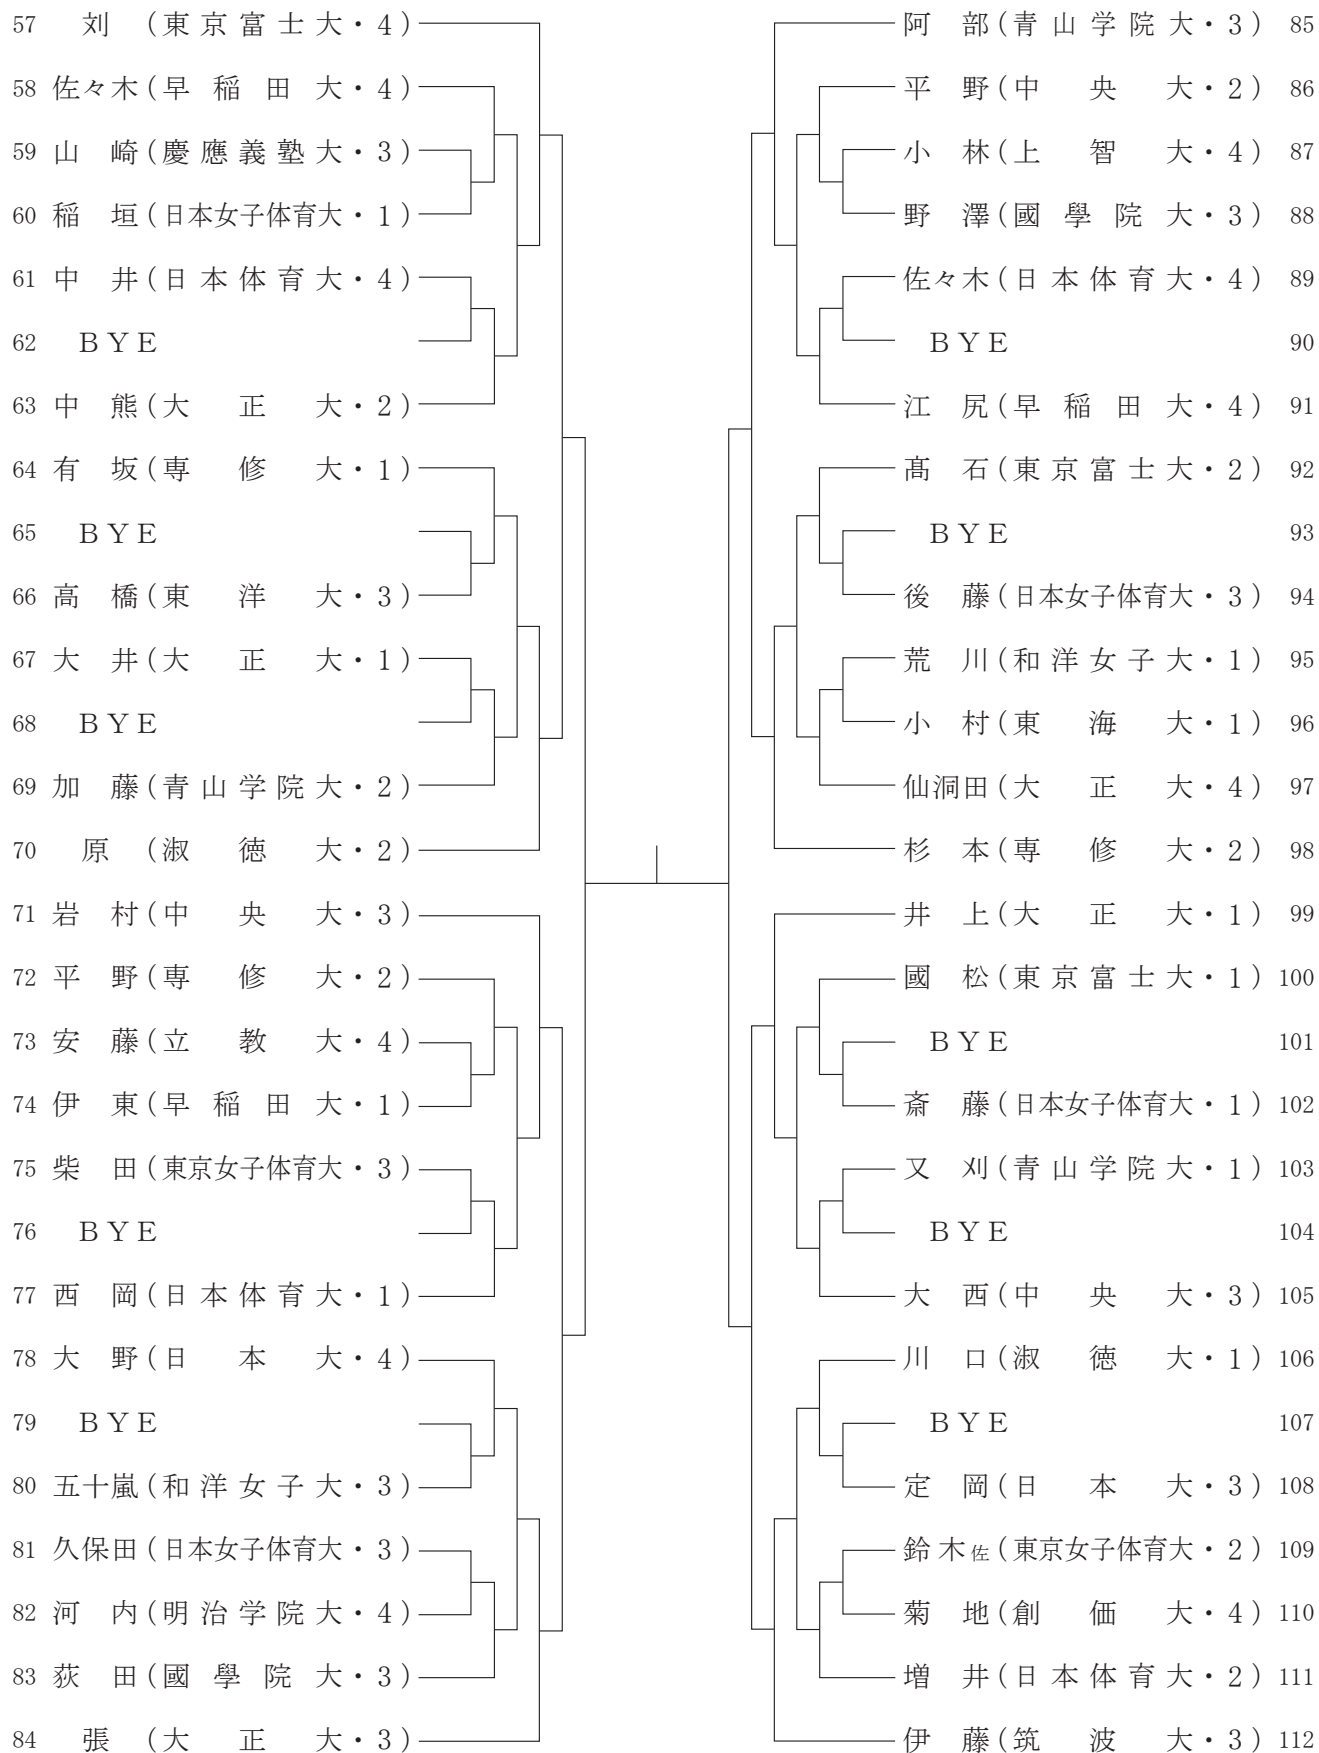 57 刘 (東京富士大・4)
58 佐々木(早稲田大・4)
59 山崎(慶應義塾大・3)
60 稲垣(日本女子体育大・1)
61 中井(日本体育大・4)
62 BYE
63 中熊(大正大・2)
64 有坂(専修大・1)
65 BYE
66 高橋(東洋大・3)
67 大井(大正大・1)
68 BYE
69 加藤(青山学院大・2)
70 原 (淑徳大・2)
71 岩村(中央大・3)
72 平野(専修大・2)
73 安藤(立教大・4)
74 伊東(早稲田大・1)
75 柴田(東京女子体育大・3)
76 BYE
77 西岡(日本体育大・1)
78 大野(日本大・4)
79 BYE
80 五十嵐(和洋女子大・3)
81 久保田(日本女子体育大・3)
82 河内(明治学院大・4)
83 荻田(國學院大・3)
84 張 (大正大・3)
阿部(青山学院大・3) 85
平野(中央大・2) 86
小林(上智大・4) 87
野澤(國學院大・3) 88
佐々木(日本体育大・4) 89
BYE 90
江尻(早稲田大・4) 91
髙石(東京富士大・2) 92
BYE 93
後藤(日本女子体育大・3) 94
荒川(和洋女子大・1) 95
小村(東海大・1) 96
仙洞田(大正大・4) 97
杉本(専修大・2) 98
井上(大正大・1) 99
國松(東京富士大・1) 100
BYE 101
斎藤(日本女子体育大・1) 102
又刈(青山学院大・1) 103
BYE 104
大西(中央大・3) 105
川口(淑徳大・1) 106
BYE 107
定岡(日本大・3) 108
鈴木佐(東京女子体育大・2) 109
菊地(創価大・4) 110
増井(日本体育大・2) 111
伊藤(筑波大・3) 112